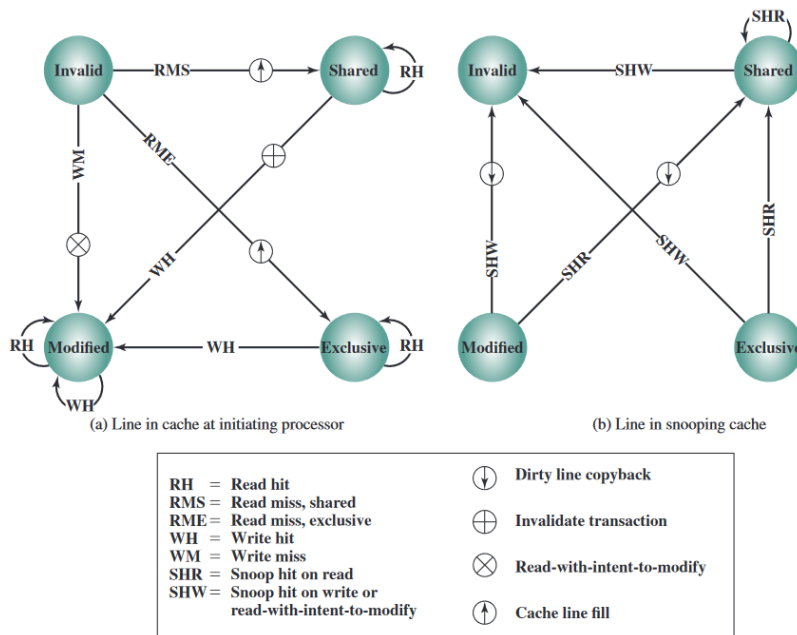 Invalid
RMS
Shared
RH
WM
RME
WH
RH
Modified
WH
Exclusive
RH
WH
(a) Line in cache at initiating processor
SHR
Invalid
SHW
Shared
SHW
SHR
SHW
SHR
Modified
Exclusive
(b) Line in snooping cache
RH = Read hit
RMS = Read miss, shared
RME = Read miss, exclusive
WH = Write hit
WM = Write miss
SHR = Snoop hit on read
SHW = Snoop hit on write or
read-with-intent-to-modify
Dirty line copyback
Invalidate transaction
Read-with-intent-to-modify
Cache line fill